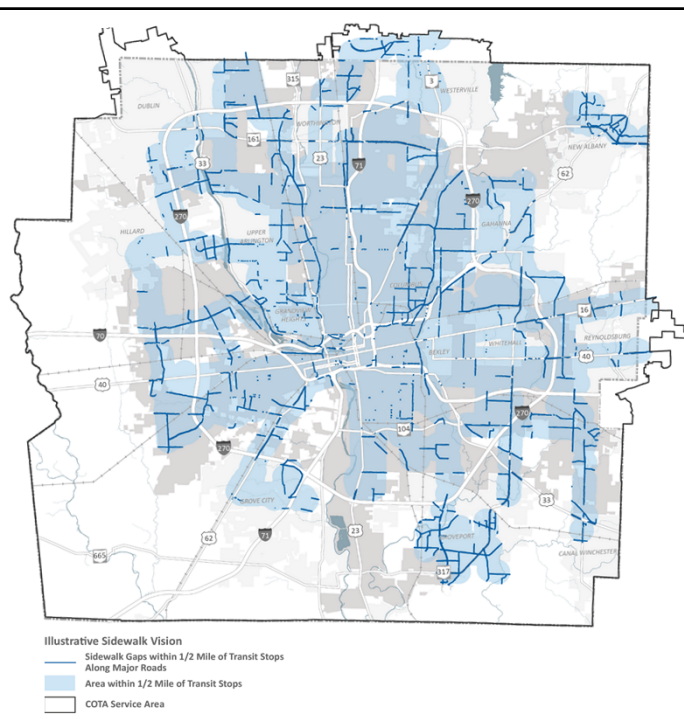 315
3
WESTERVILLE
DUBLIN
WORTHINGTON
161
23
33
71
NEW ALBANY
62
270
270
GAHANNA
HILLARD
UPPER
ARLINGTON
GRANDVIEW
HEIGHTS
16
70
BEXLEY
WHITEHALL
REYNOLDSBURG
40
40
270
104
270
33
GROVE CITY
23
62
71
GROVEPORT
CANAL WINCHESTER
665
317
Illustrative Sidewalk Vision
Sidewalk Gaps within 1/2 Mile of Transit Stops
Along Major Roads
Area within 1/2 Mile of Transit Stops
COTA Service Area